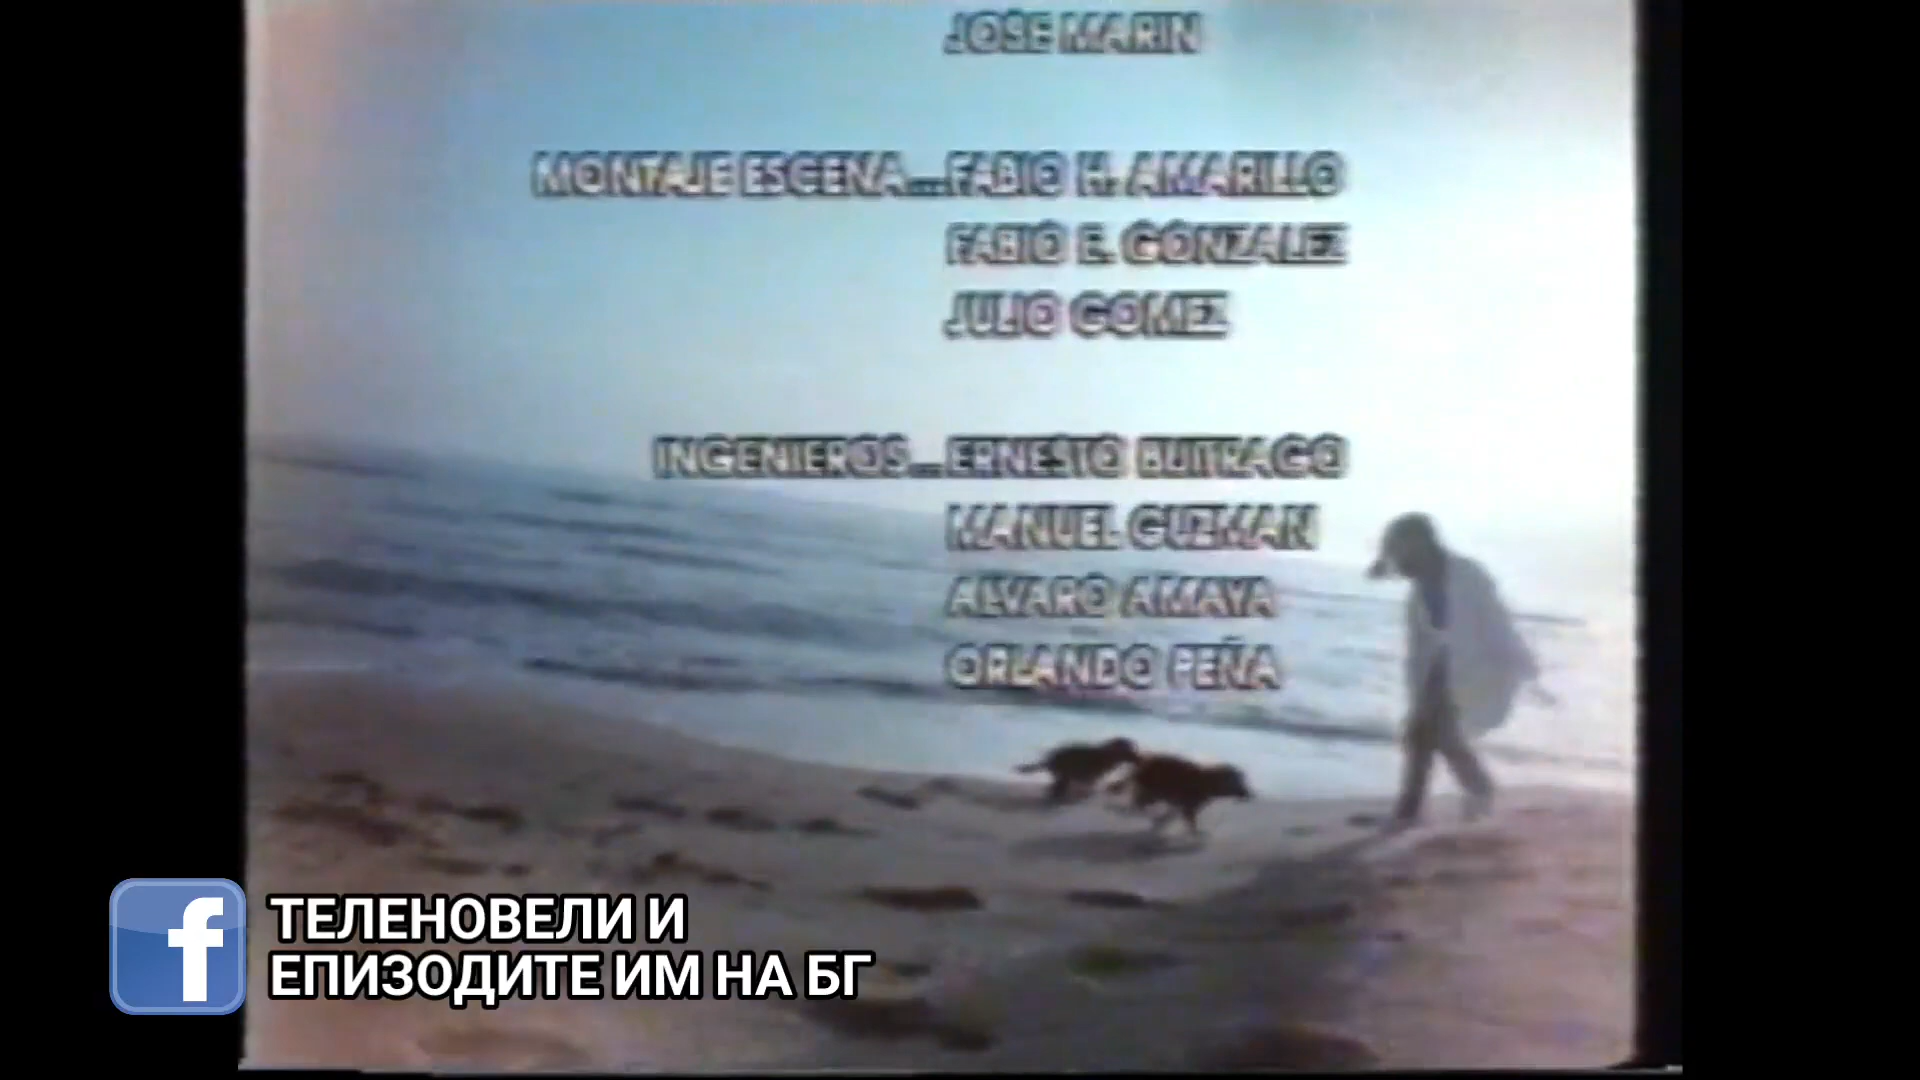 JOSE MARIN
MONTAJE ESCENA....FABIO H. AMARILLO
FABIO E. GONZALEZ
JULIO GOMEZ
INGENIEROS...ERNESTO BUITRAGO
MANUEL GUZMAN
ALVARO AMAYA
ORLANDO PEÑA
f ТЕЛЕНОВЕЛИ И
ЕПИЗОДИТЕ ИМ НА БГ